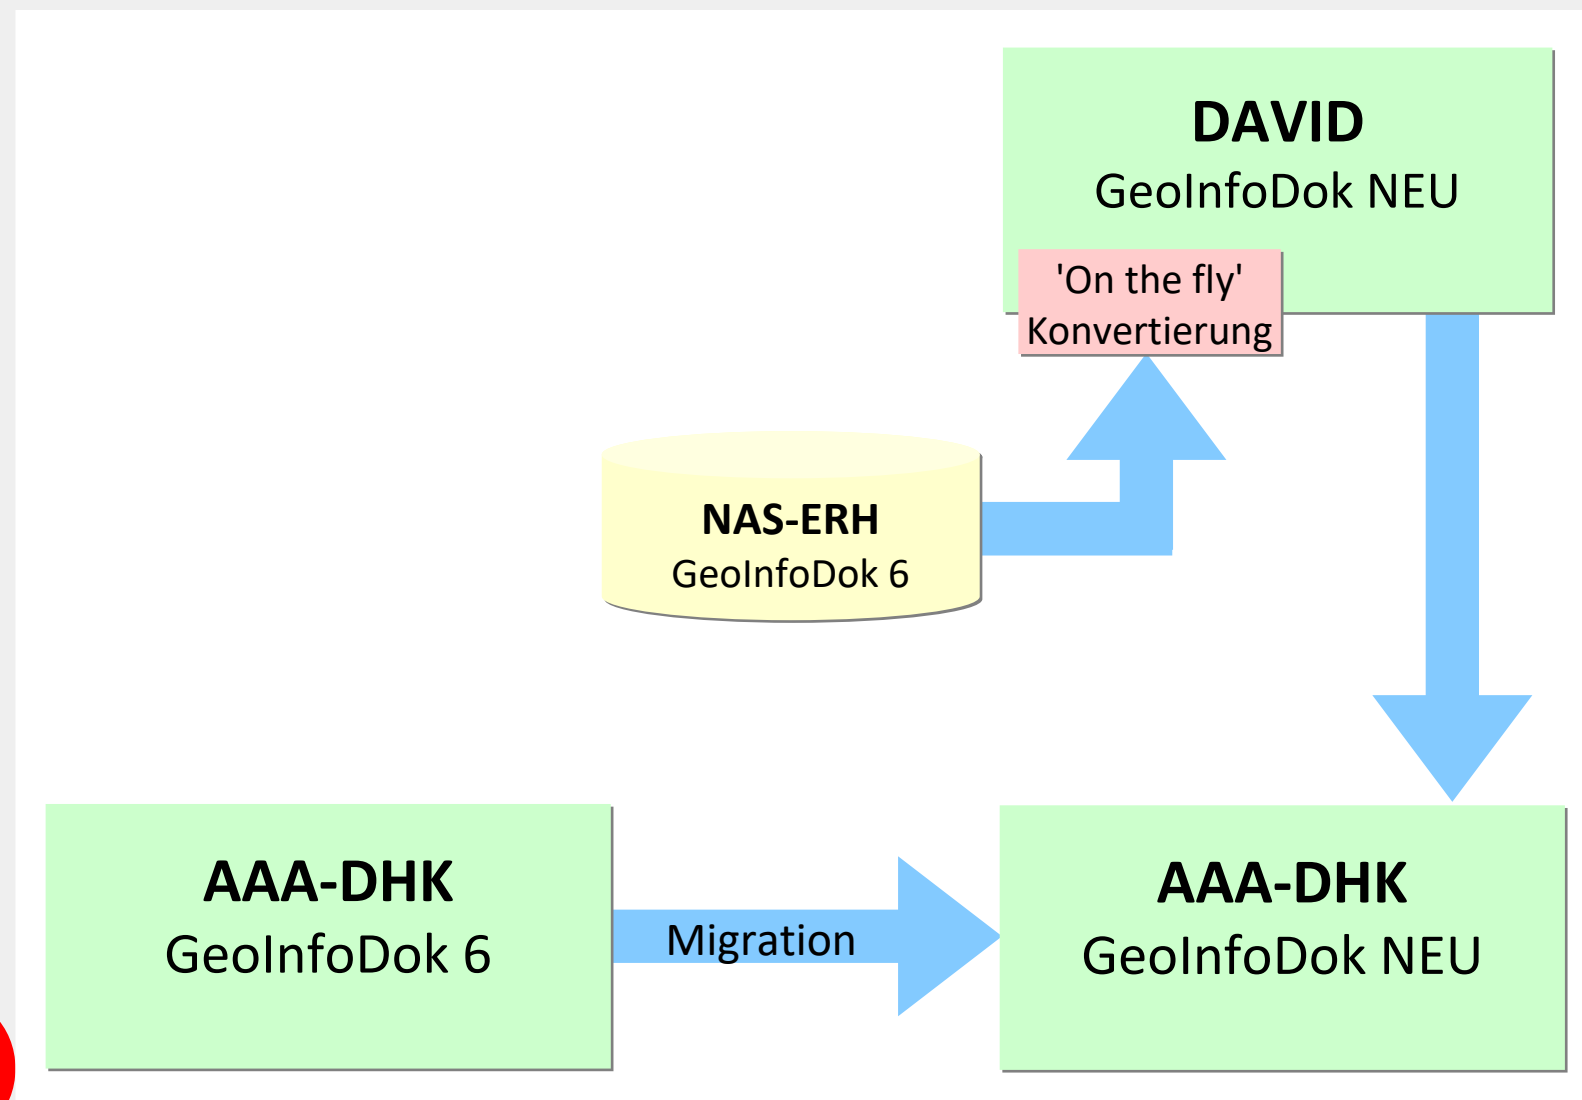 DAVID
GeoInfoDok NEU
'On the fly'
Konvertierung
NAS-ERH
GeoInfoDok 6
AAA-DHK
GeoInfoDok 6
Migration
AAA-DHK
GeoInfoDok NEU